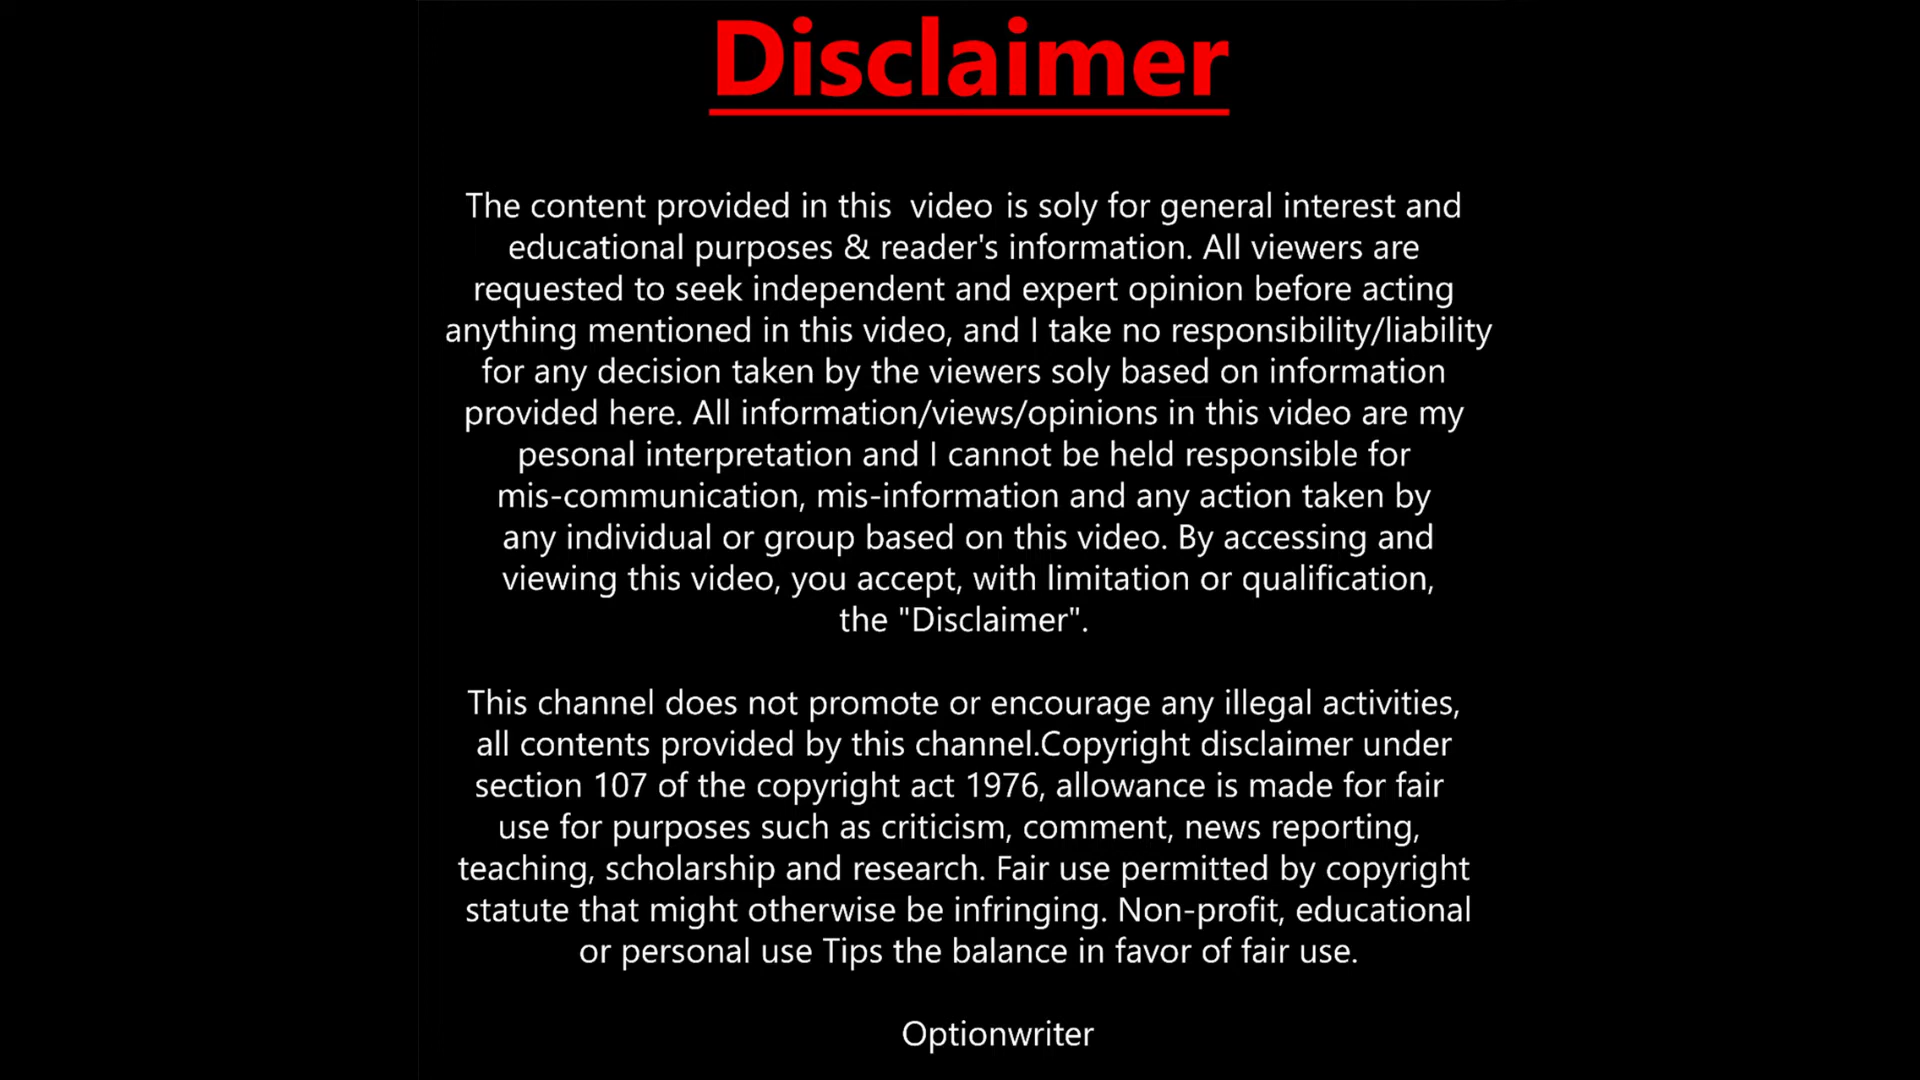 Disclaimer
The content provided in this video is soly for general interest and
educational purposes & reader's information. All viewers are
requested to seek independent and expert opinion before acting
anything mentioned in this video, and I take no responsibility/liability
for any decision taken by the viewers soly based on information
provided here. All information/views/opinions in this video are my
pesonal interpretation and I cannot be held responsible for
mis-communication, mis-information and any action taken by
any individual or group based on this video. By accessing and
viewing this video, you accept, with limitation or qualification,
the "Disclaimer".
This channel does not promote or encourage any illegal activities,
all contents provided by this channel.Copyright disclaimer under
section 107 of the copyright act 1976, allowance is made for fair
use for purposes such as criticism, comment, news reporting,
teaching, scholarship and research. Fair use permitted by copyright
statute that might otherwise be infringing. Non-profit, educational
or personal use Tips the balance in favor of fair use.
Optionwriter